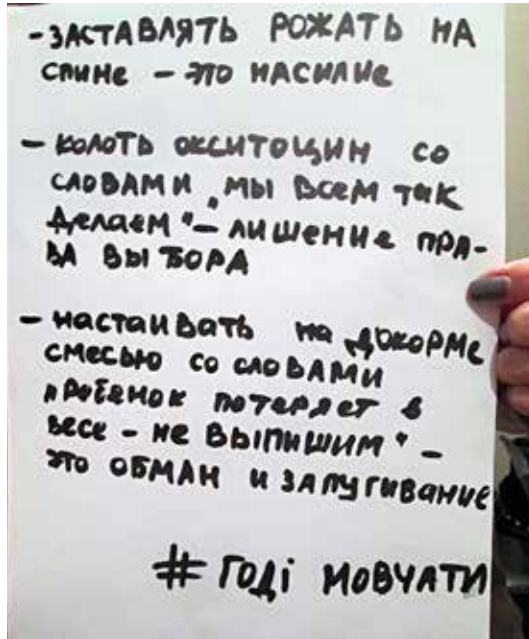 - ЗАСТАВЛЯТЬ РОЖАТЬ НА
спине – это НАСИЛИЕ
– колоть окситоцин со
словами „мы всем так
делаем" – лишение пра-
ва выбора
– настаивать на докорме
смесью со словами
„ребенок потеряет в
весе – не выпишим" –
это обман и запугивание
# годі мовчати